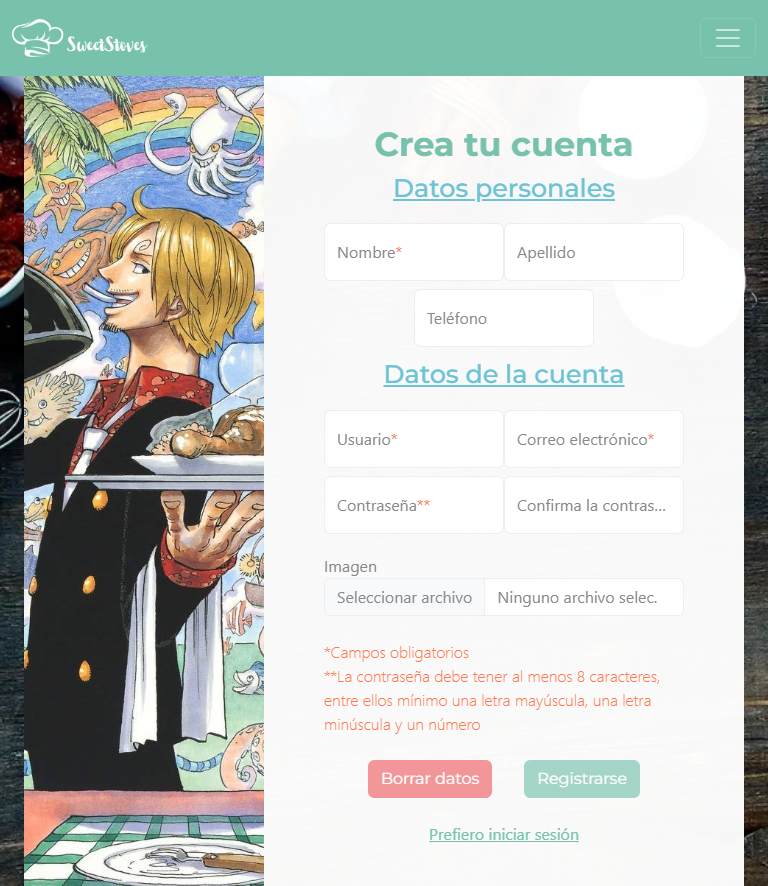 SweetStoves
Crea tu cuenta
Datos personales
Nombre*
Apellido
Teléfono
Datos de la cuenta
Usuario*
Correo electrónico*
Contraseña**
Confirma la contras...
Imagen
Seleccionar archivo
Ninguno archivo selec.
*Campos obligatorios
**La contraseña debe tener al menos 8 caracteres,
entre ellos mínimo una letra mayúscula, una letra
minúscula y un número
Borrar datos
Registrarse
Prefiero iniciar sesión